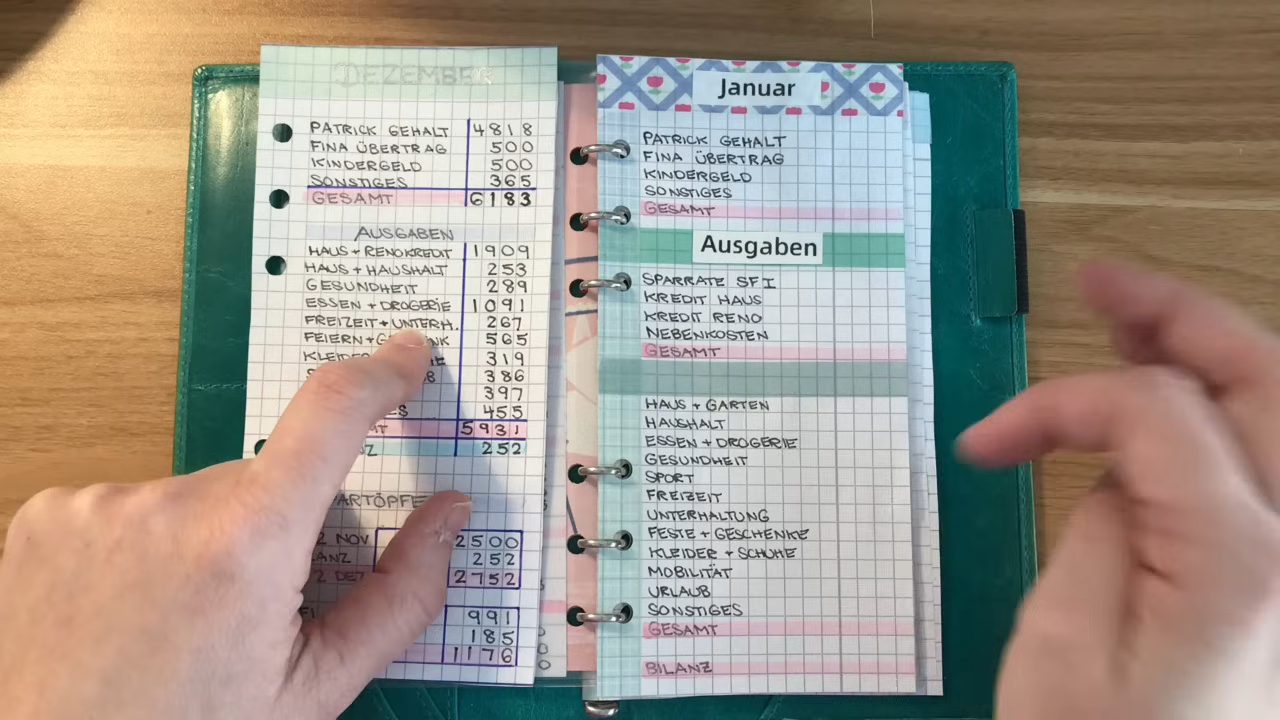 DEZEMBER
PATRICK GEHALT 4818
FINA ÜBERTRAG 500
KINDERGELD 500
SONSTIGES 365
GESAMT 6183
AUSGABEN
HAUS + RENOKREDIT 1909
HAUS + HAUSHALT 253
GESUNDHEIT 289
ESSEN + DROGERIE 1091
FREIZEIT + UNTERH. 267
FEIERN + 565
319
386
397
455
5931
252
NOV 2500
252
2752
991
185
1176
Januar
PATRICK GEHALT
FINA ÜBERTRAG
KINDERGELD
SONSTIGES
GESAMT
Ausgaben
SPARRATE SFI
KREDIT HAUS
KREDIT RENO
NEBENKOSTEN
GESAMT
HAUS + GARTEN
HAUSHALT
ESSEN + DROGERIE
GESUNDHEIT
SPORT
FREIZEIT
UNTERHALTUNG
FESTE + GESCHENKE
KLEIDER + SCHUHE
MOBILITÄT
URLAUB
SONSTIGES
GESAMT
BILANZ